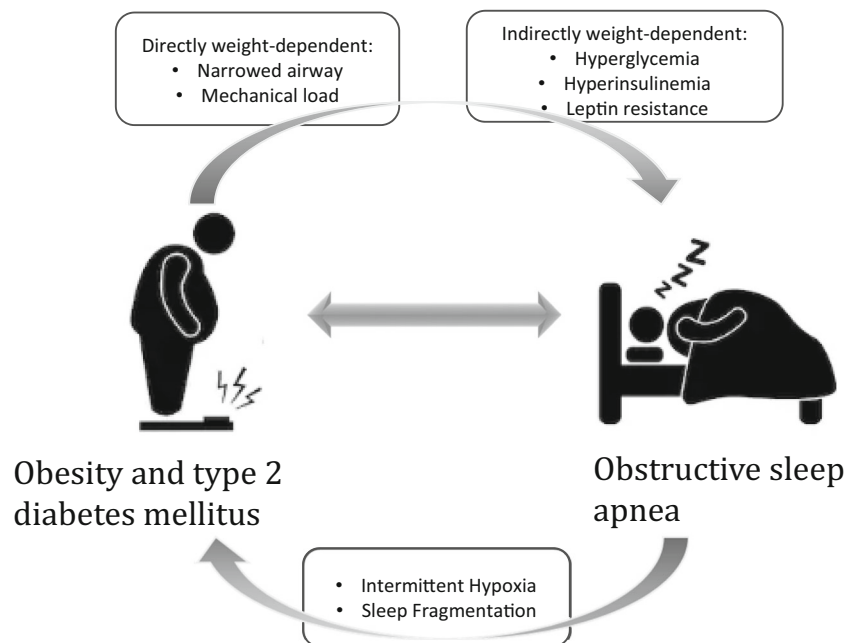 Directly weight-dependent:
• Narrowed airway
• Mechanical load
Indirectly weight-dependent:
• Hyperglycemia
• Hyperinsulinemia
• Leptin resistance
z z Z
Obesity and type 2
diabetes mellitus
Obstructive sleep
apnea
• Intermittent Hypoxia
• Sleep Fragmentation